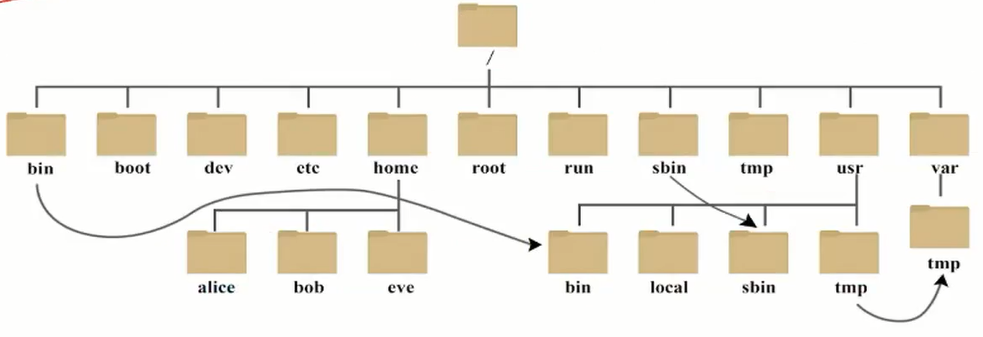 /
bin boot dev etc home root run sbin tmp usr var
alice bob eve bin local sbin tmp tmp